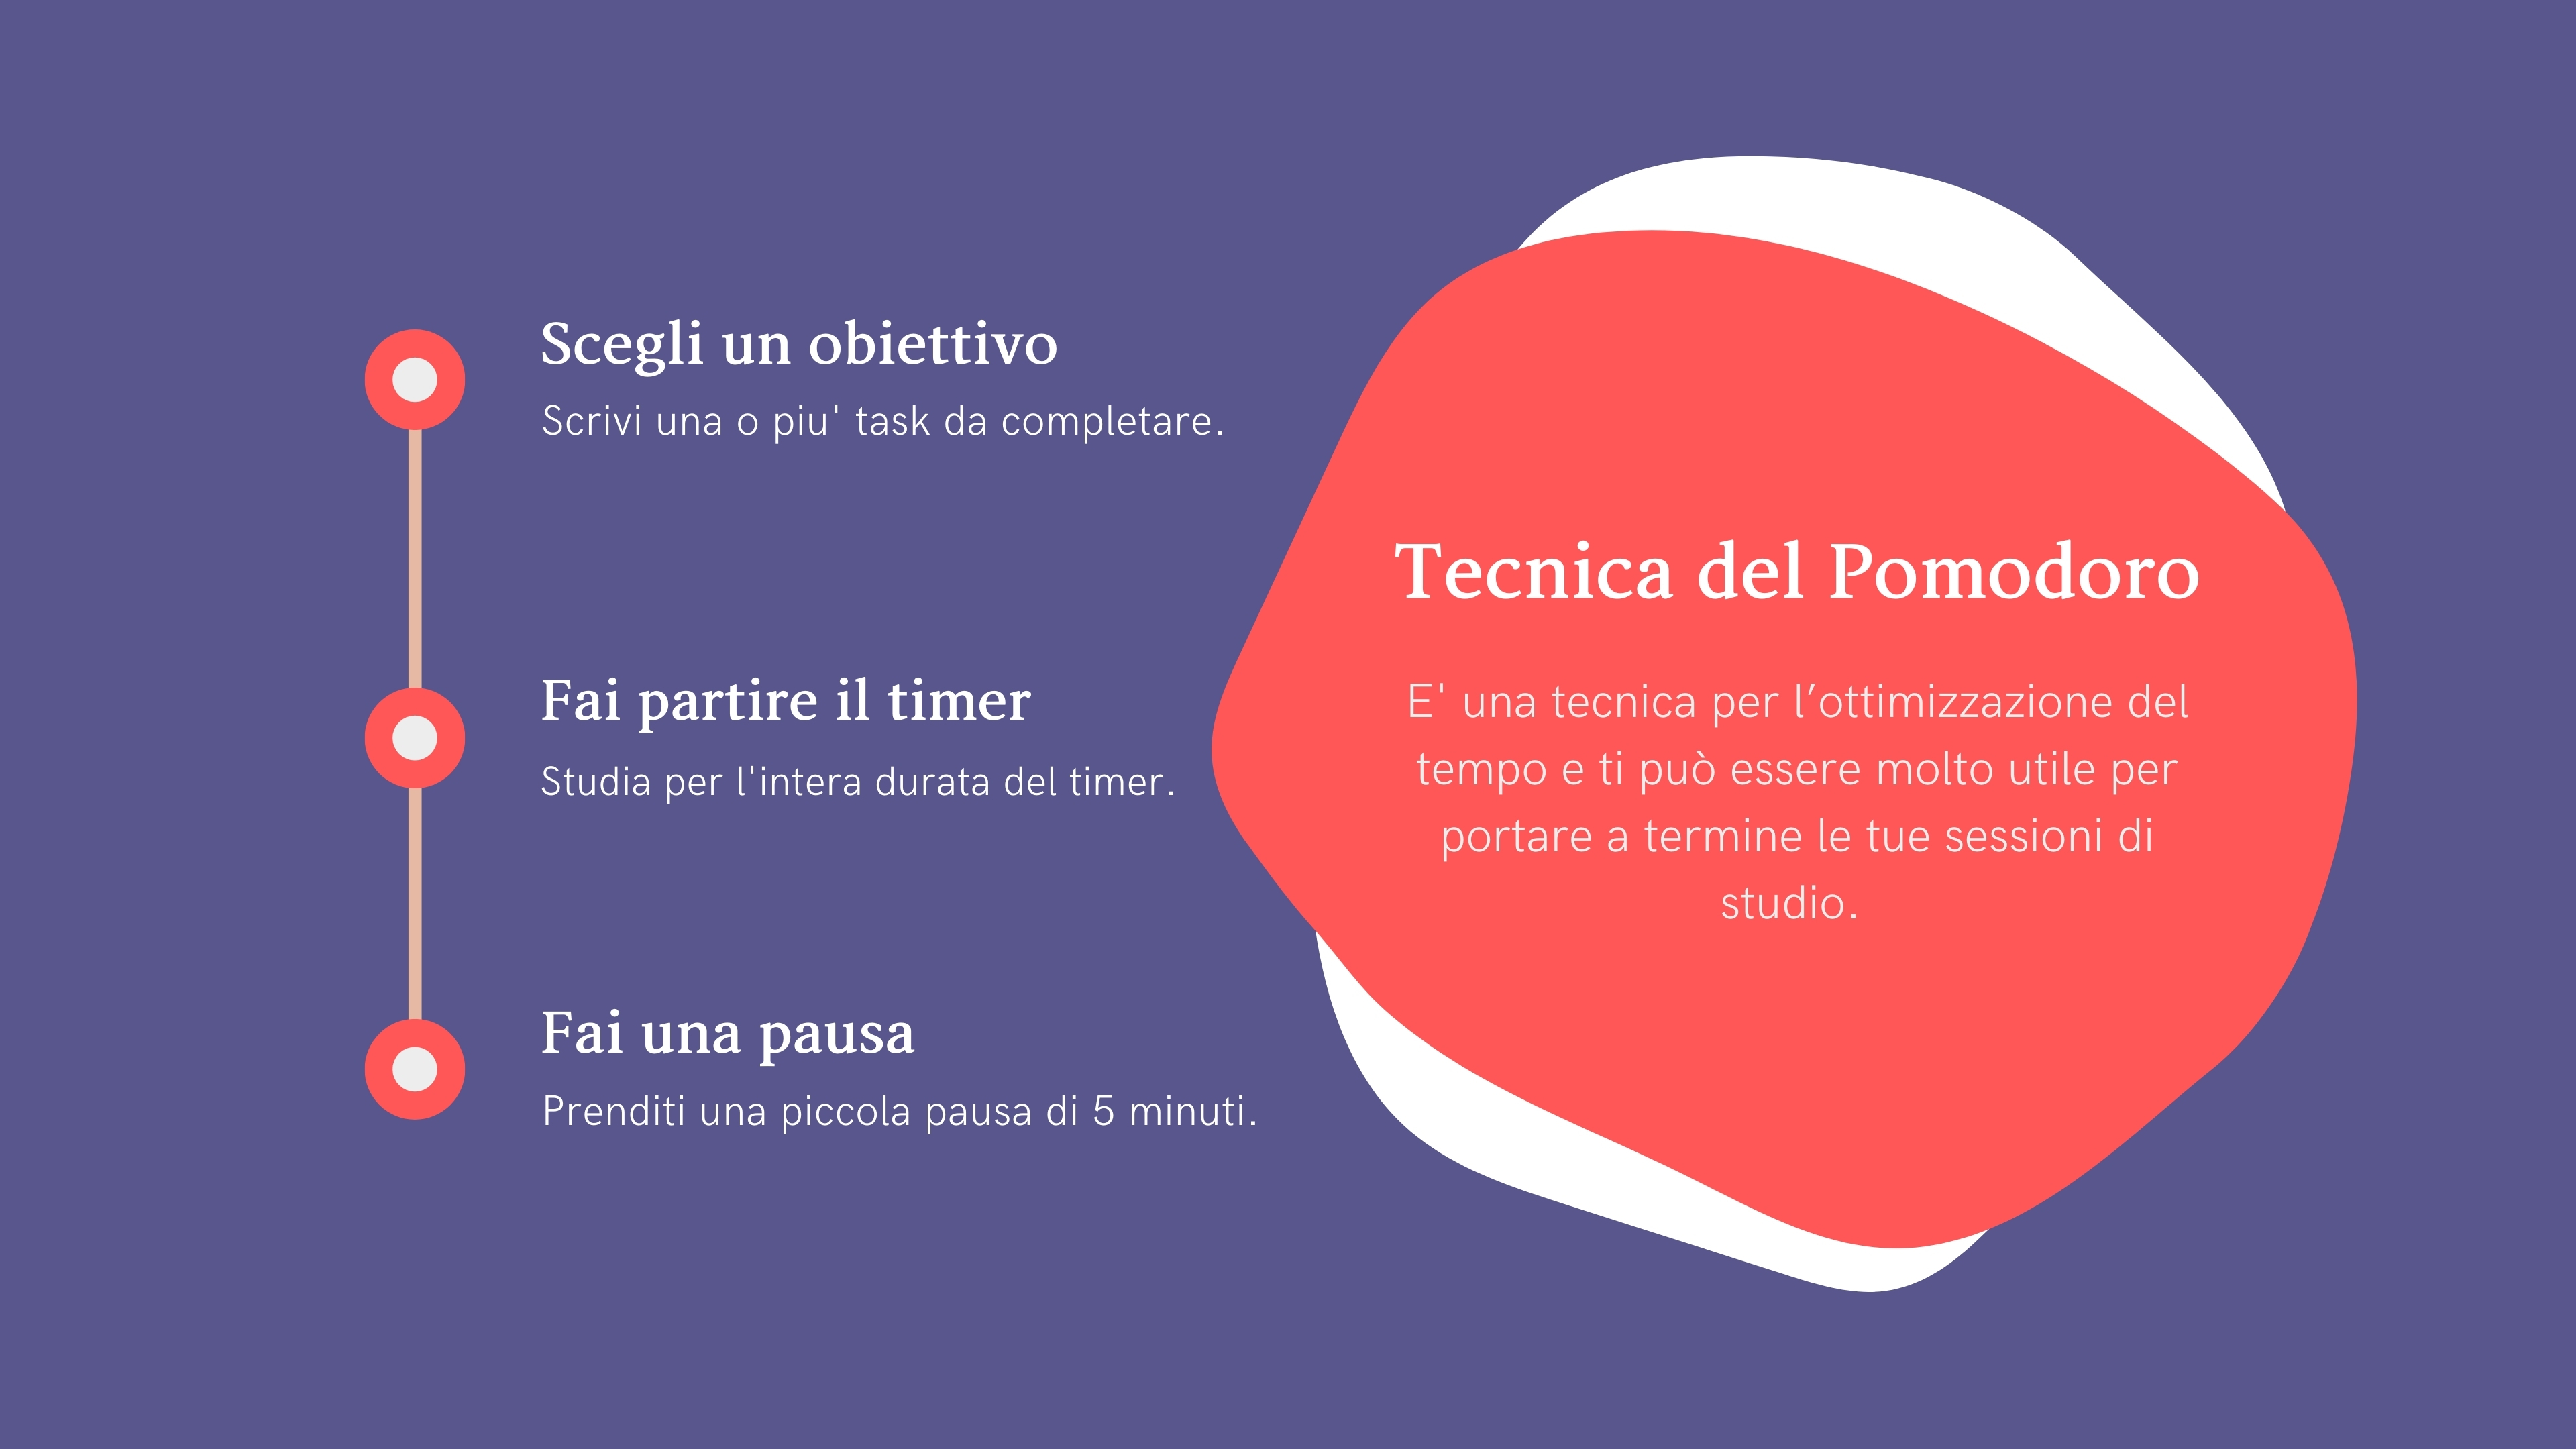 Scegli un obiettivo
Scrivi una o piu' task da completare.
Fai partire il timer
Studia per l'intera durata del timer.
Fai una pausa
Prenditi una piccola pausa di 5 minuti.
Tecnica del Pomodoro
E' una tecnica per l’ottimizzazione del
tempo e ti può essere molto utile per
portare a termine le tue sessioni di
studio.